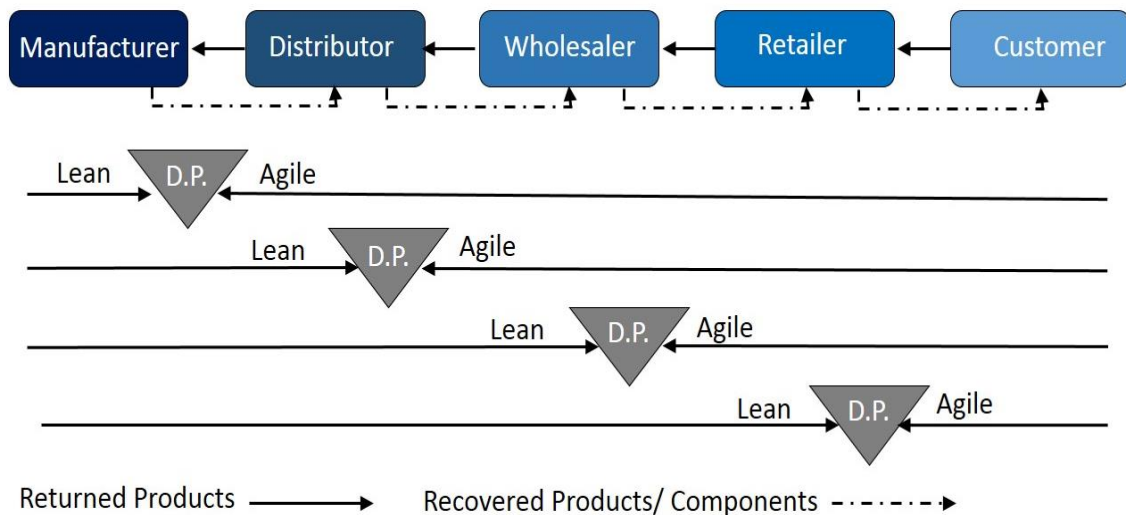 Manufacturer
Distributor
Wholesaler
Retailer
Customer
Lean D.P. Agile
Lean D.P. Agile
Lean D.P. Agile
Lean D.P. Agile
Returned Products
Recovered Products/ Components